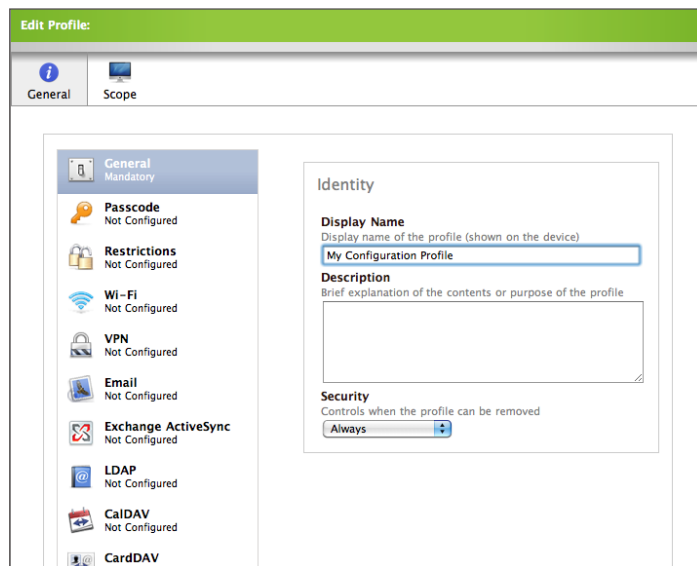 Edit Profile:
General
Scope
General
Mandatory
Passcode
Not Configured
Restrictions
Not Configured
Wi-Fi
Not Configured
VPN
Not Configured
Email
Not Configured
Exchange ActiveSync
Not Configured
LDAP
Not Configured
CalDAV
Not Configured
CardDAV
Identity
Display Name
Display name of the profile (shown on the device)
My Configuration Profile
Description
Brief explanation of the contents or purpose of the profile
Security
Controls when the profile can be removed
Always